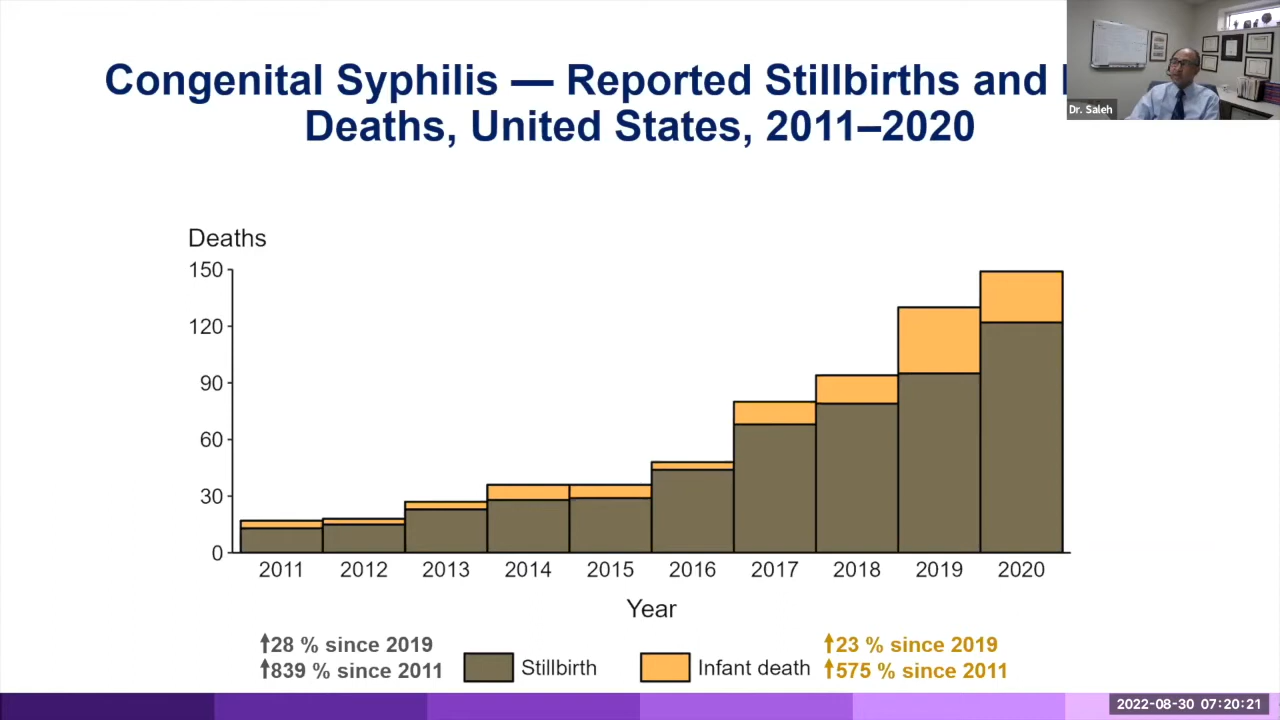 Congenital Syphilis — Reported Stillbirths and
Deaths, United States, 2011–2020
Dr. Saleh
Deaths
150
120
90
60
30
0
2011 2012 2013 2014 2015 2016 2017 2018 2019 2020
Year
↑28 % since 2019
↑839 % since 2011
Stillbirth
Infant death
↑23 % since 2019
↑575 % since 2011
2022-08-30 07:20:21